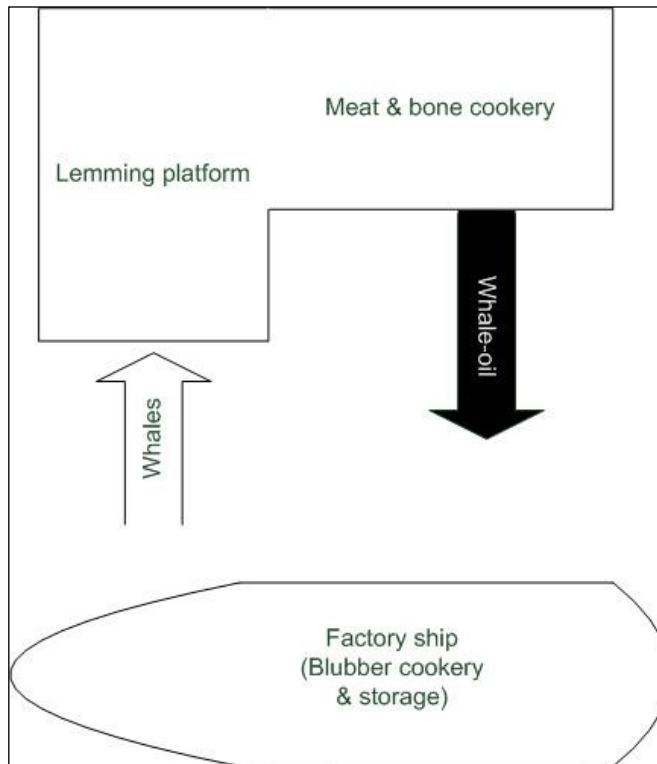 Meat & bone cookery
Lemming platform
Whale-oil
Whales
Factory ship
(Blubber cookery
& storage)